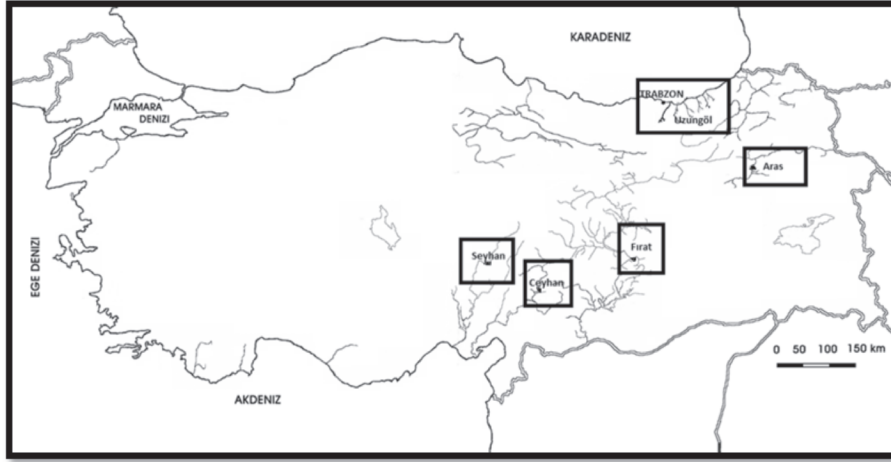 KARADENIZ
TRABZON
Uzungöl
MARMARA
DENIZI
Aras
EGE DENIZI
Seyhan
Fırat
Ceyhan
0 50 100 150 km
AKDENIZ